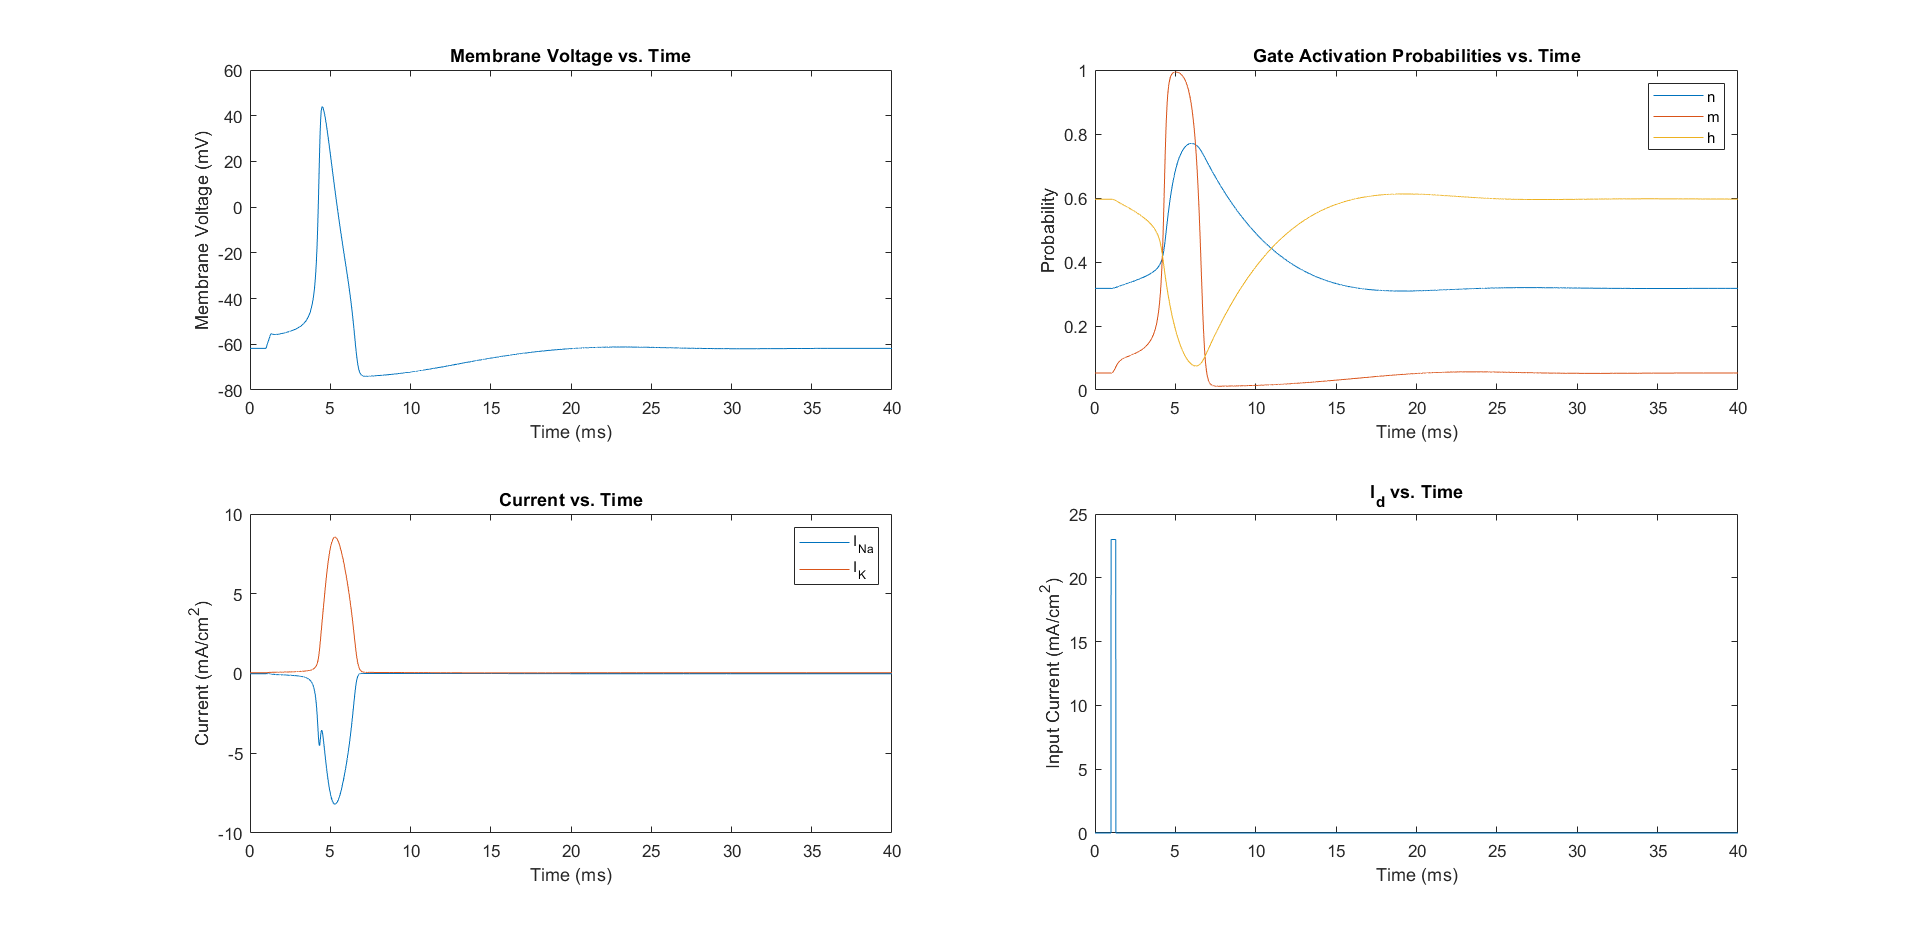 Membrane Voltage vs. Time
60
40
20
0
-20
-40
-60
-80
Membrane Voltage (mV)
0 5 10 15 20 25 30 35 40
Time (ms)
Gate Activation Probabilities vs. Time
1
0.8
0.6
0.4
0.2
0
Probability
n
m
h
0 5 10 15 20 25 30 35 40
Time (ms)
Current vs. Time
10
5
0
-5
-10
Current (mA/cm²)
I_Na
I_K
0 5 10 15 20 25 30 35 40
Time (ms)
I_d vs. Time
25
20
15
10
5
0
Input Current (mA/cm²)
0 5 10 15 20 25 30 35 40
Time (ms)